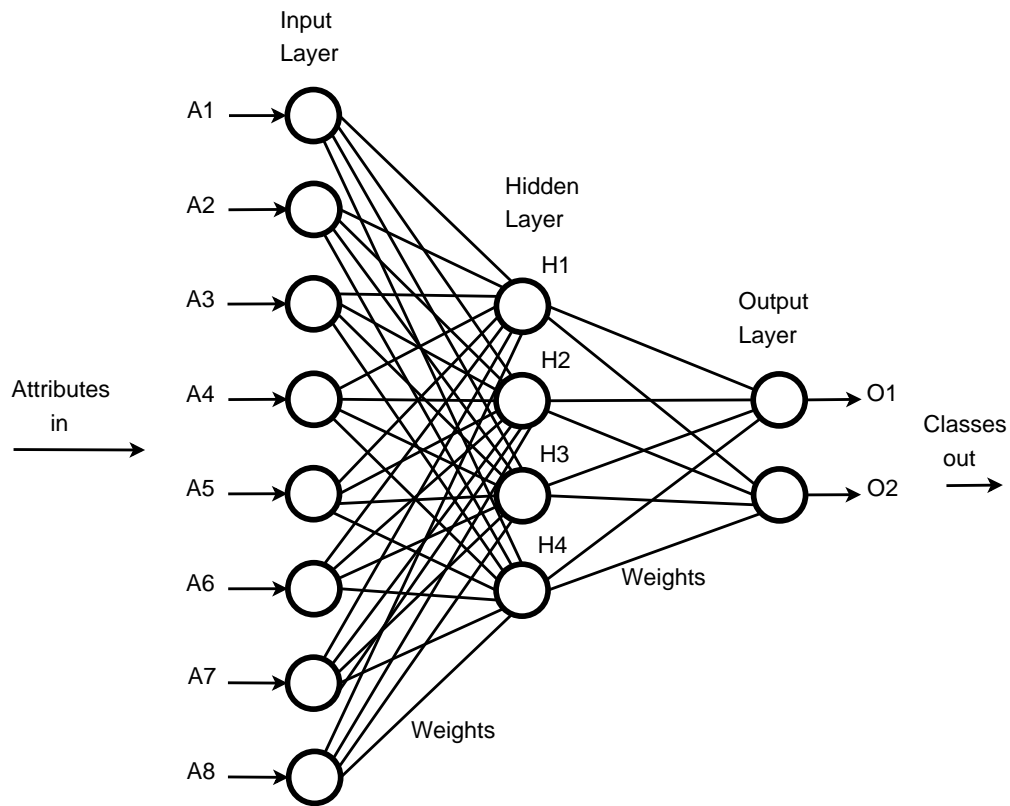 Input
Layer
A1
A2
A3
A4
A5
A6
A7
A8
Attributes
in
Hidden
Layer
H1
H2
H3
H4
Weights
Weights
Output
Layer
O1
O2
Classes
out